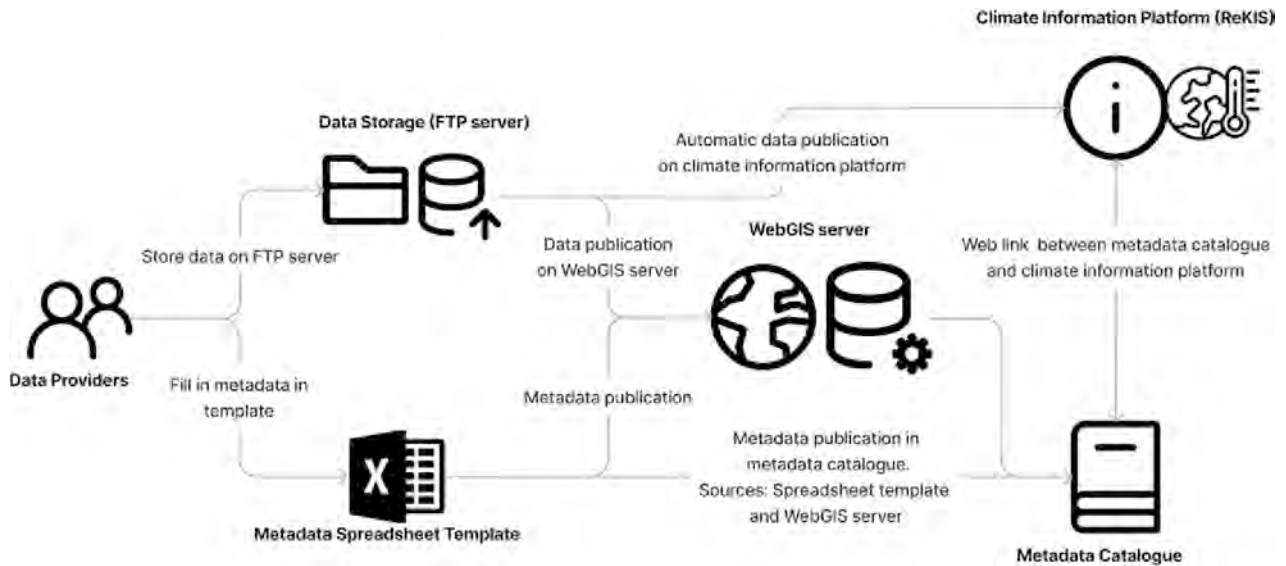 Climate Information Platform (ReKIS)
Data Storage (FTP server)
Automatic data publication
on climate information platform
Store data on FTP server
Data publication
on WebGIS server
WebGIS server
Web link between metadata catalogue
and climate information platform
Data Providers
Fill in metadata in
template
Metadata publication
X
Metadata publication in
metadata catalogue.
Sources: Spreadsheet template
and WebGIS server
Metadata Spreadsheet Template
Metadata Catalogue